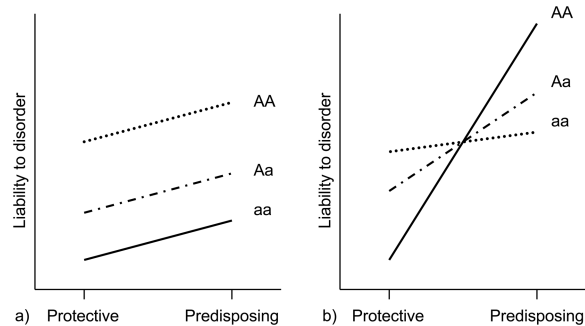 Liability to disorder
AA
Aa
aa
a) Protective Predisposing
Liability to disorder
AA
Aa
aa
b) Protective Predisposing